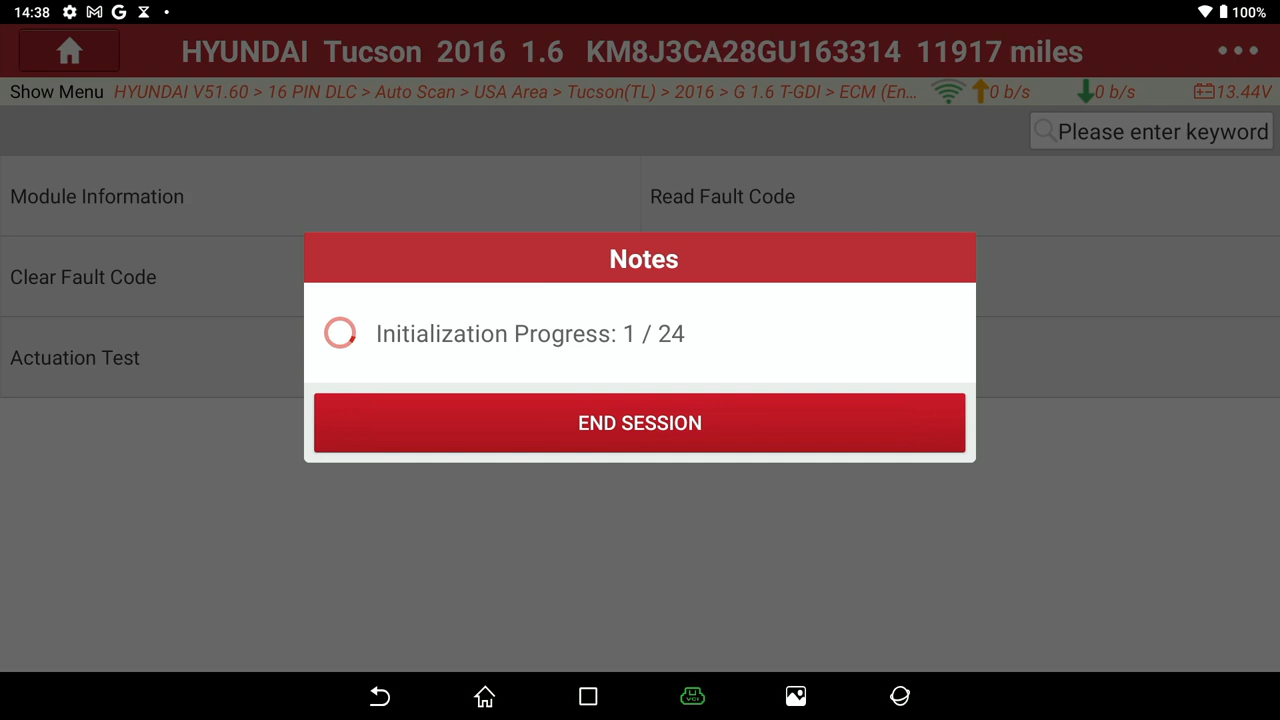 14:38
100%
HYUNDAI Tucson 2016 1.6 KM8J3CA28GU163314 11917 miles
Show Menu HYUNDAI V51.60 > 16 PIN DLC > Auto Scan > USA Area > Tucson(TL) > 2016 > G 1.6 T-GDI > ECM (En... 0 b/s 0 b/s 13.44V
Please enter keyword
Module Information
Read Fault Code
Clear Fault Code
Actuation Test
Notes
Initialization Progress: 1 / 24
END SESSION
VCI